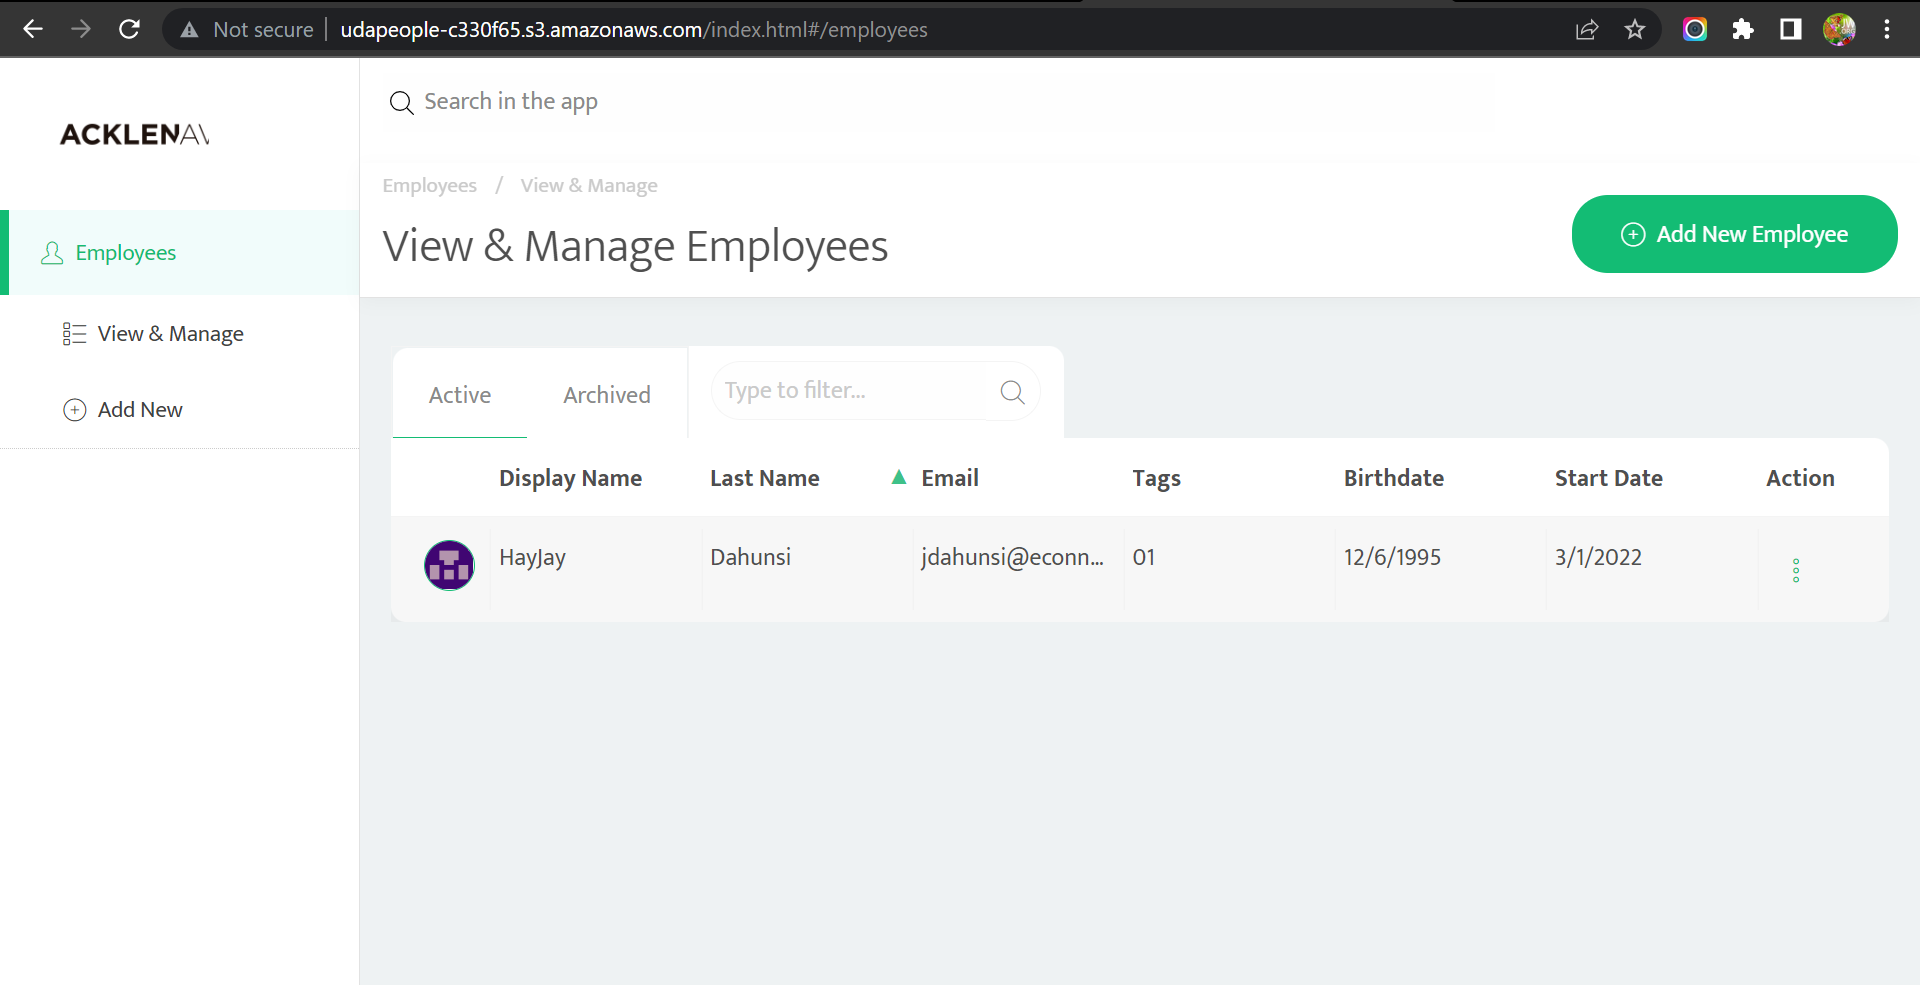 Not secure | udapeople-c330f65.s3.amazonaws.com/index.html#/employees
ACKLENAV
Search in the app
Employees / View & Manage
View & Manage Employees
Add New Employee
Employees
View & Manage
Add New
Active Archived Type to filter...
Display Name Last Name Email Tags Birthdate Start Date Action
HayJay Dahunsi jdahunsi@econn... 01 12/6/1995 3/1/2022